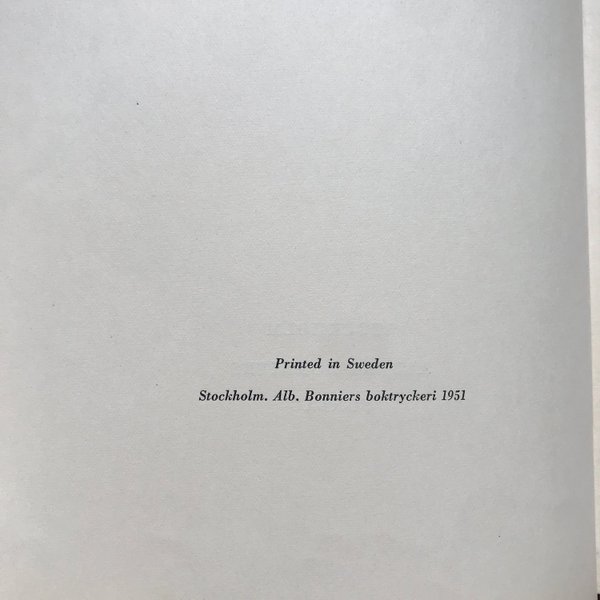 Printed in Sweden
Stockholm. Alb. Bonniers boktryckeri 1951